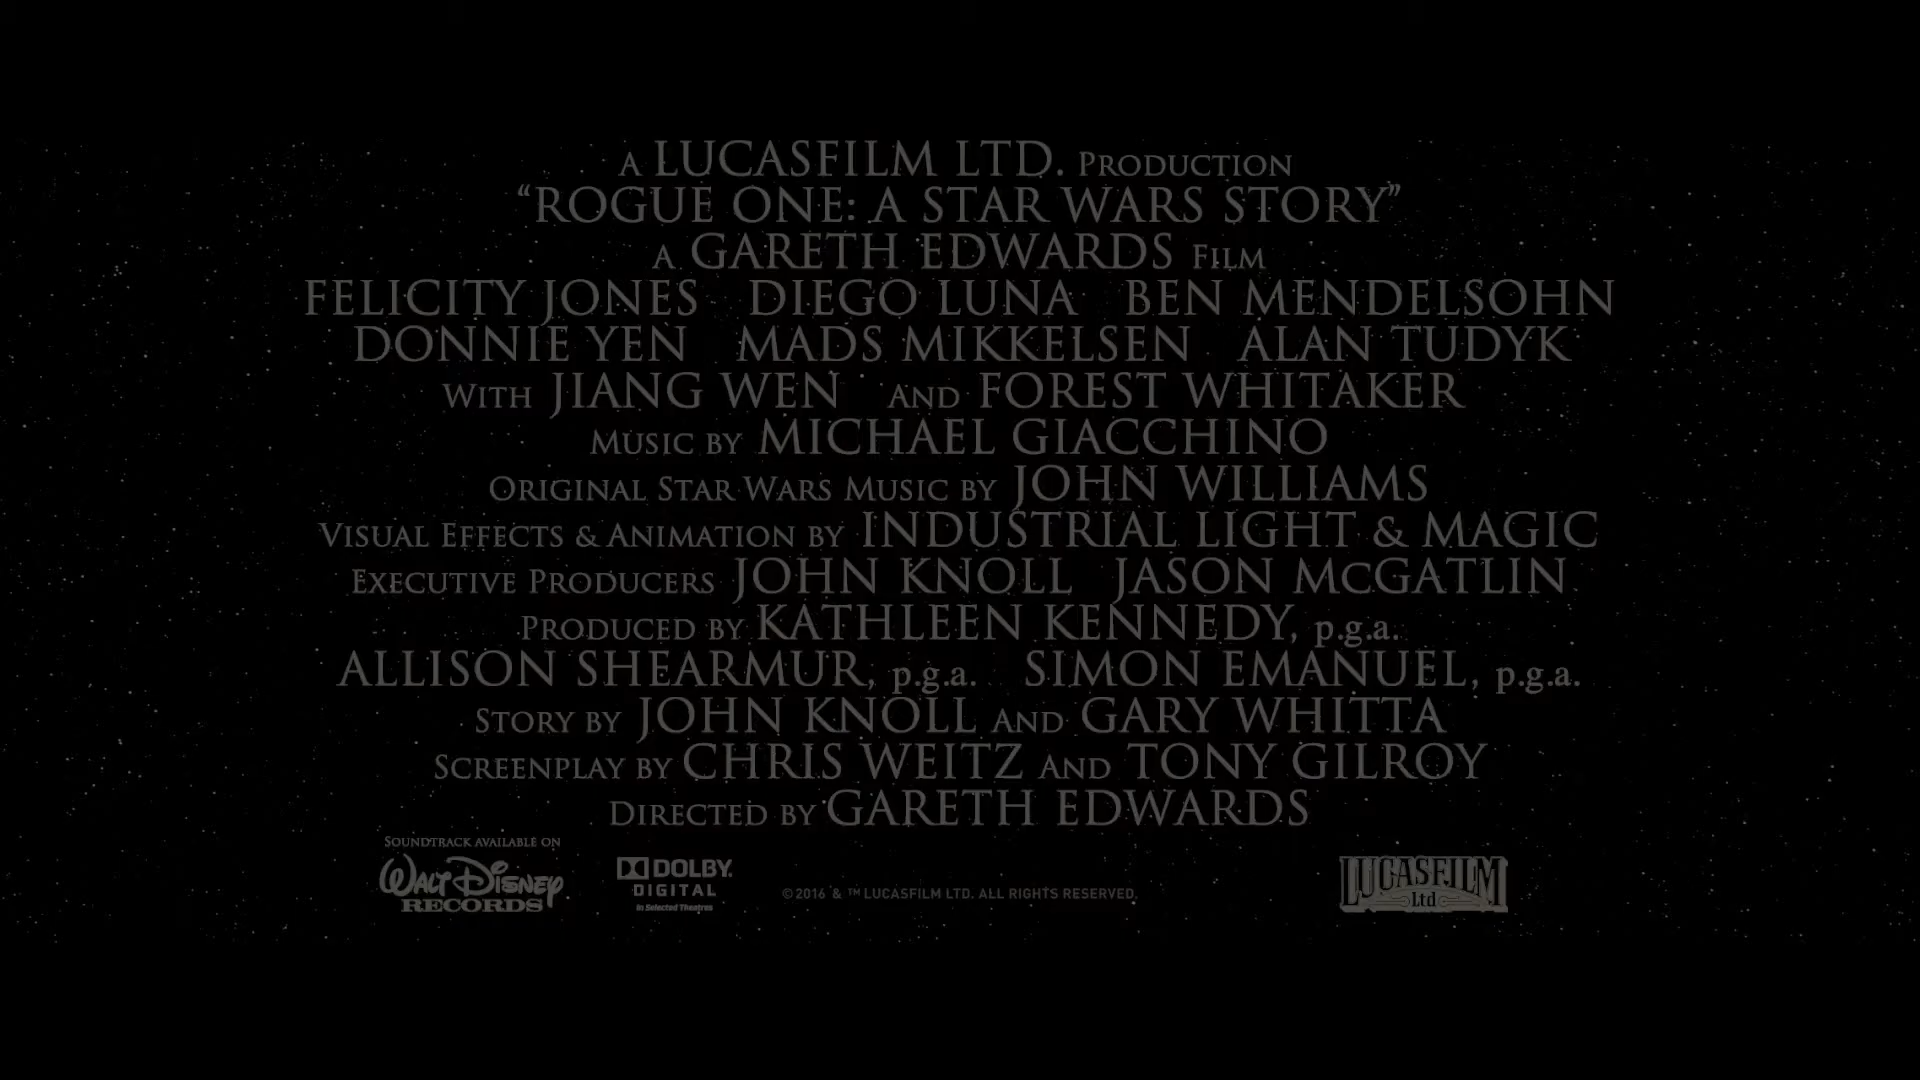 A LUCASFILM LTD. PRODUCTION
“ROGUE ONE: A STAR WARS STORY”
A GARETH EDWARDS FILM
FELICITY JONES DIEGO LUNA BEN MENDELSOHN
DONNIE YEN MADS MIKKELSEN ALAN TUDYK
WITH JIANG WEN AND FOREST WHITAKER
MUSIC BY MICHAEL GIACCHINO
ORIGINAL STAR WARS MUSIC BY JOHN WILLIAMS
VISUAL EFFECTS & ANIMATION BY INDUSTRIAL LIGHT & MAGIC
EXECUTIVE PRODUCERS JOHN KNOLL JASON McGATLIN
PRODUCED BY KATHLEEN KENNEDY, p.g.a.
ALLISON SHEARMUR, p.g.a. SIMON EMANUEL, p.g.a.
STORY BY JOHN KNOLL AND GARY WHITTA
SCREENPLAY BY CHRIS WEITZ AND TONY GILROY
DIRECTED BY GARETH EDWARDS
SOUNDTRACK AVAILABLE ON
WALT DISNEY
RECORDS
DOLBY.
DIGITAL
In Selected Theatres
©2016 & ™ LUCASFILM LTD. ALL RIGHTS RESERVED.
LUCASFILM
Ltd